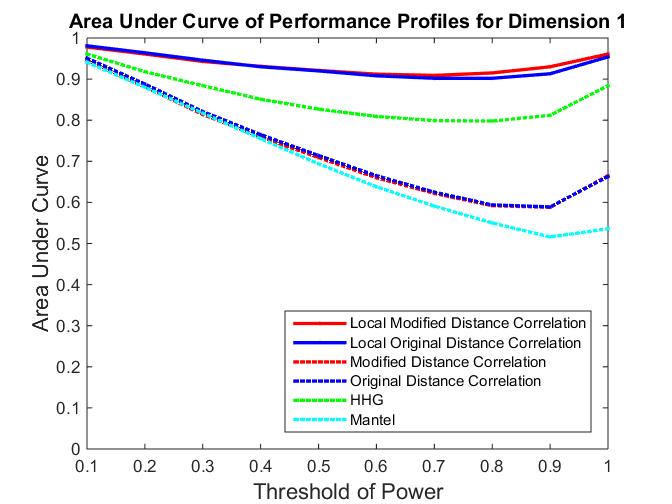 Area Under Curve of Performance Profiles for Dimension 1
1
0.9
0.8
0.7
0.6
0.5
0.4
0.3
0.2
0.1
0
Area Under Curve
Local Modified Distance Correlation
Local Original Distance Correlation
Modified Distance Correlation
Original Distance Correlation
HHG
Mantel
0.1 0.2 0.3 0.4 0.5 0.6 0.7 0.8 0.9 1
Threshold of Power